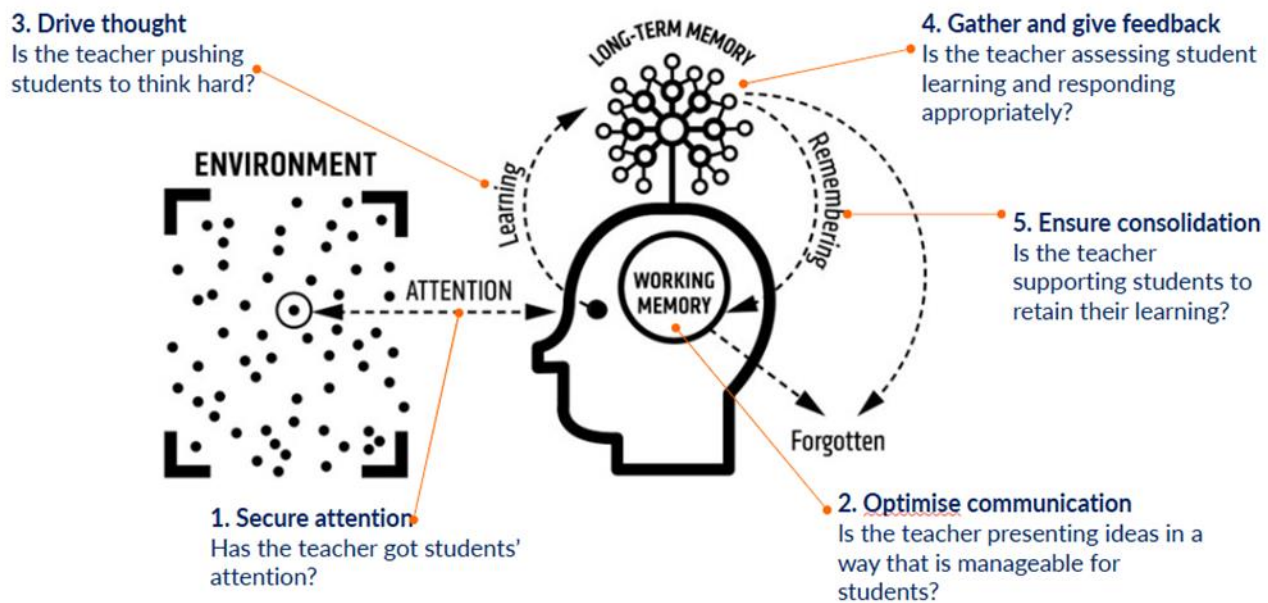 3. Drive thought
Is the teacher pushing
students to think hard?
LONG-TERM MEMORY
4. Gather and give feedback
Is the teacher assessing student
learning and responding
appropriately?
ENVIRONMENT
Learning
Remembering
ATTENTION
WORKING
MEMORY
5. Ensure consolidation
Is the teacher
supporting students to
retain their learning?
Forgotten
1. Secure attention
Has the teacher got students’
attention?
2. Optimise communication
Is the teacher presenting ideas in a
way that is manageable for
students?